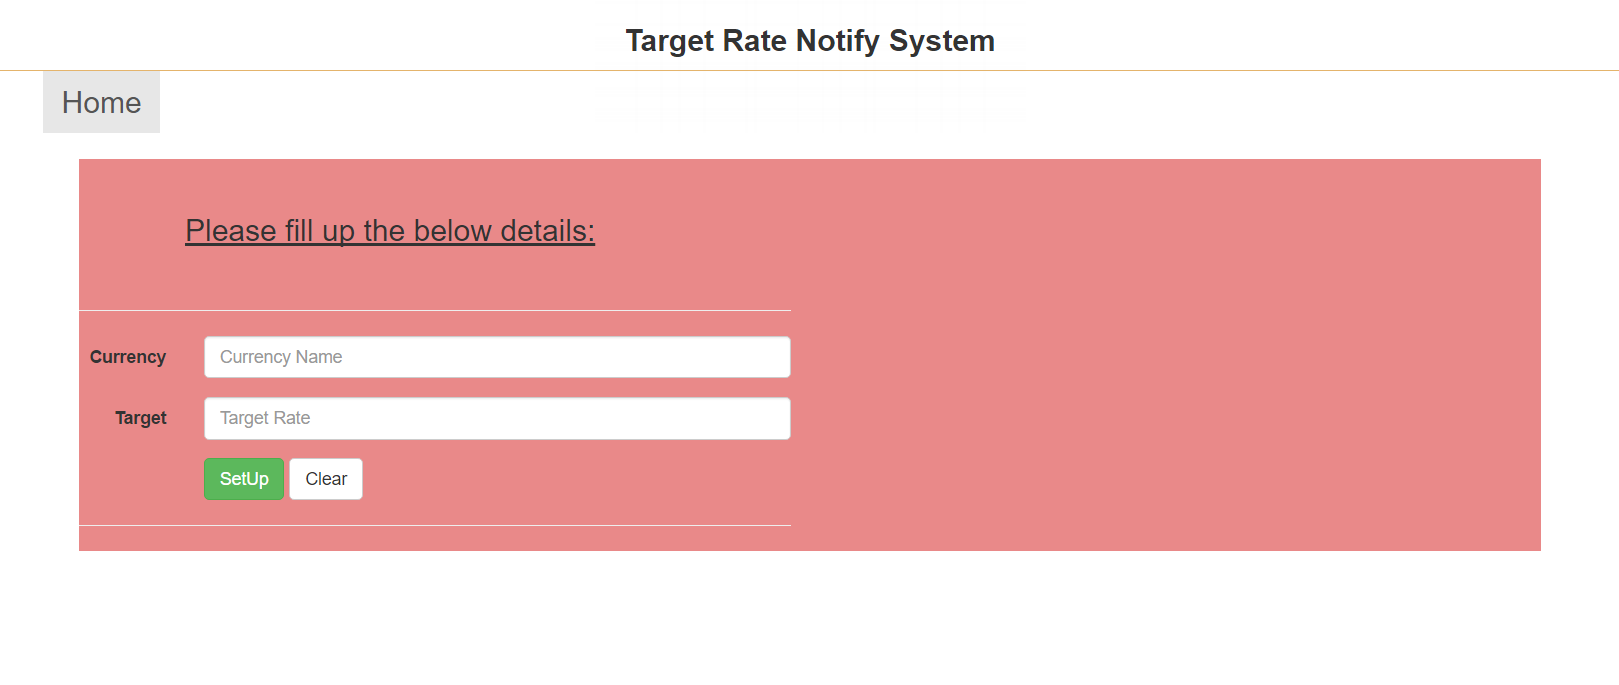 Target Rate Notify System
Home
Please fill up the below details:
Currency
Currency Name
Target
Target Rate
SetUp
Clear